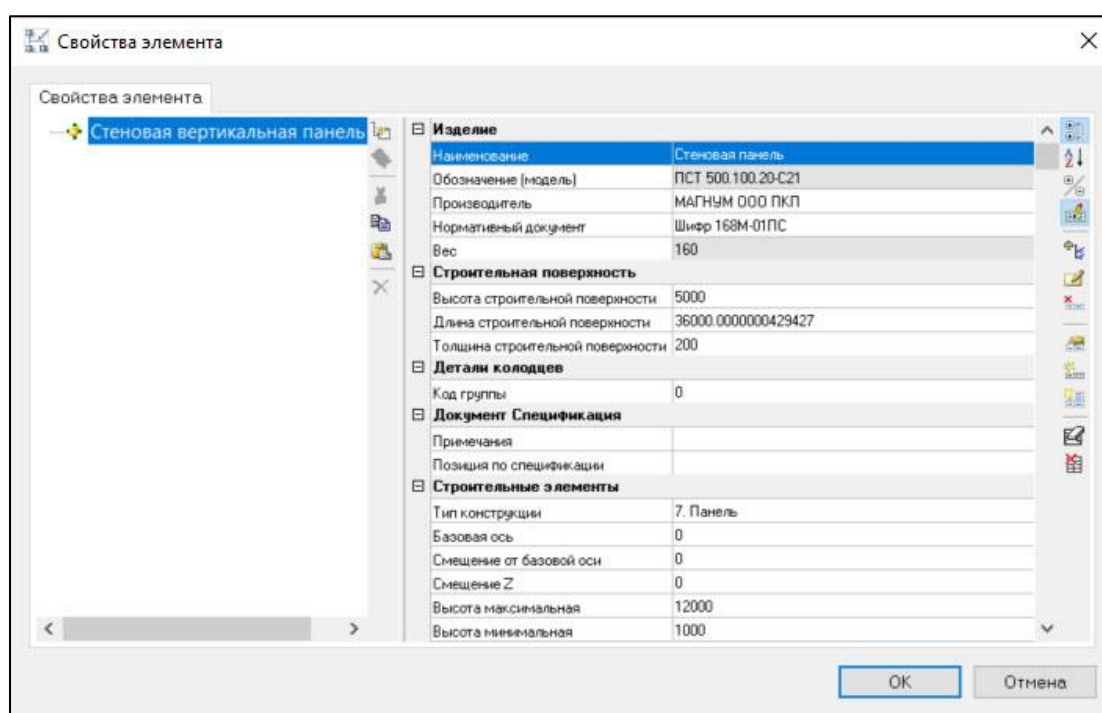 Свойства элемента
Свойства элемента
Стеновая вертикальная панель
Изделие
Наименование Стеновая панель
Обозначение (модель) ПСТ 500.100.20-С21
Производитель МАГНУМ ООО ПКП
Нормативный документ Шифр 168М-01ПС
Вес 160
Строительная поверхность
Высота строительной поверхности 5000
Длина строительной поверхности 36000.0000000429427
Толщина строительной поверхности 200
Детали колодцев
Код группы 0
Документ Спецификация
Примечания
Позиция по спецификации
Строительные элементы
Тип конструкции 7. Панель
Базовая ось 0
Смещение от базовой оси 0
Смещение Z 0
Высота максимальная 12000
Высота минимальная 1000
OK Отмена